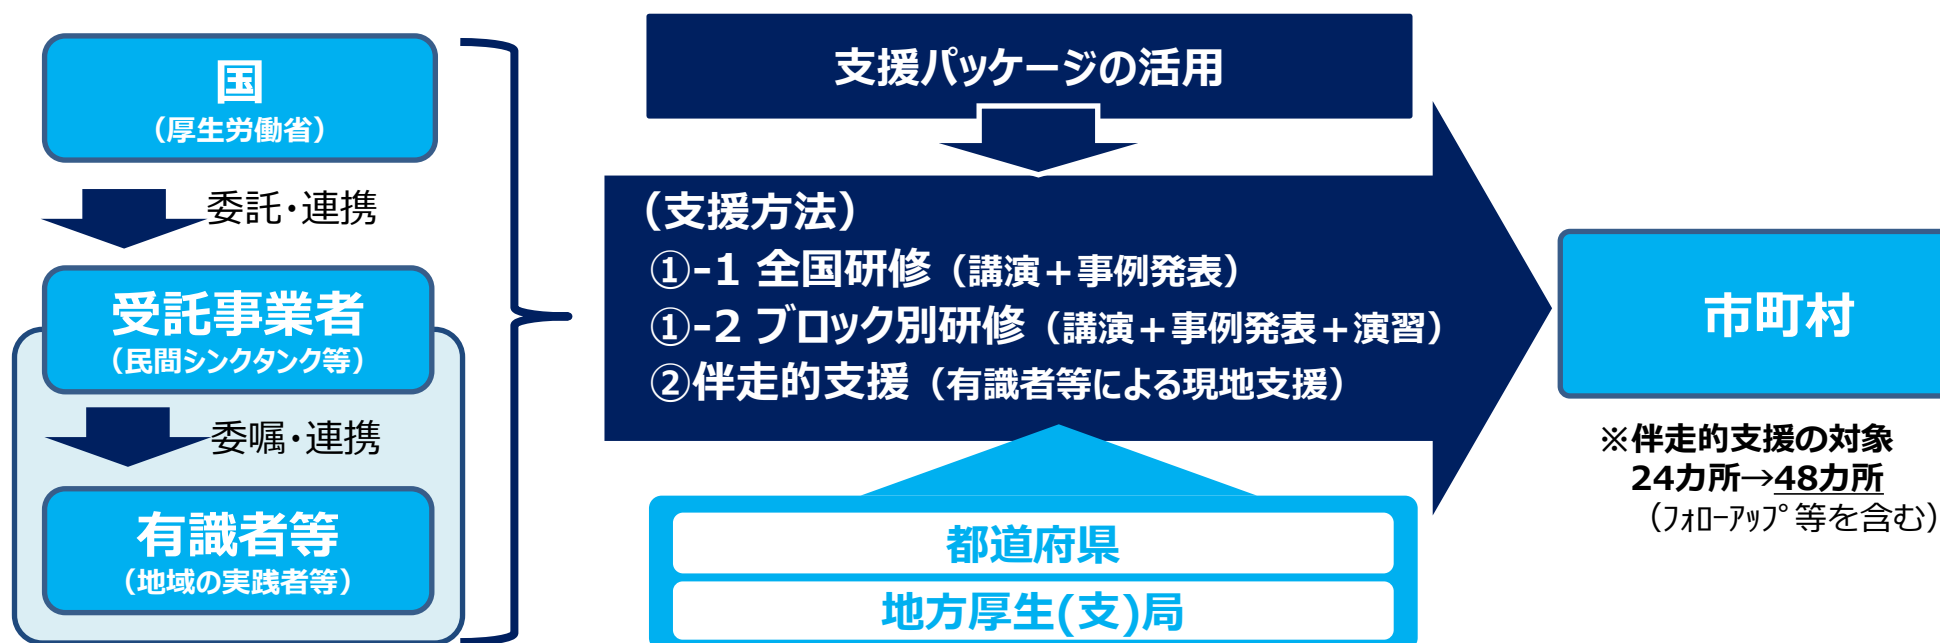 国
（厚生労働省）
委託・連携
受託事業者
（民間シンクタンク等）
委嘱・連携
有識者等
（地域の実践者等）
支援パッケージの活用
（支援方法）
①-1 全国研修（講演＋事例発表）
①-2 ブロック別研修（講演＋事例発表＋演習）
②伴走的支援（有識者等による現地支援）
都道府県
地方厚生(支)局
市町村
※伴走的支援の対象
24カ所→48カ所
（ﾌｫﾛｰｱｯﾌﾟ等を含む）